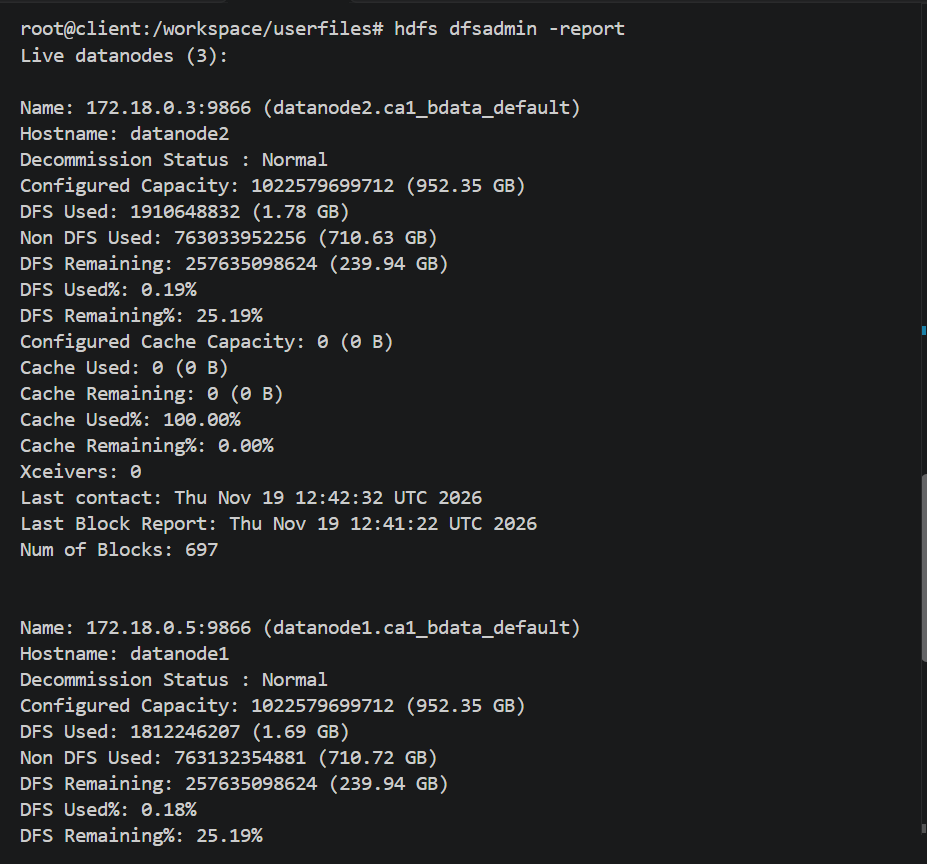 root@client:/workspace/userfiles# hdfs dfsadmin -report
Live datanodes (3):
Name: 172.18.0.3:9866 (datanode2.ca1_bdata_default)
Hostname: datanode2
Decommission Status : Normal
Configured Capacity: 1022579699712 (952.35 GB)
DFS Used: 1910648832 (1.78 GB)
Non DFS Used: 763033952256 (710.63 GB)
DFS Remaining: 257635098624 (239.94 GB)
DFS Used%: 0.19%
DFS Remaining%: 25.19%
Configured Cache Capacity: 0 (0 B)
Cache Used: 0 (0 B)
Cache Remaining: 0 (0 B)
Cache Used%: 100.00%
Cache Remaining%: 0.00%
Xceivers: 0
Last contact: Thu Nov 19 12:42:32 UTC 2026
Last Block Report: Thu Nov 19 12:41:22 UTC 2026
Num of Blocks: 697
Name: 172.18.0.5:9866 (datanode1.ca1_bdata_default)
Hostname: datanode1
Decommission Status : Normal
Configured Capacity: 1022579699712 (952.35 GB)
DFS Used: 1812246207 (1.69 GB)
Non DFS Used: 763132354881 (710.72 GB)
DFS Remaining: 257635098624 (239.94 GB)
DFS Used%: 0.18%
DFS Remaining%: 25.19%